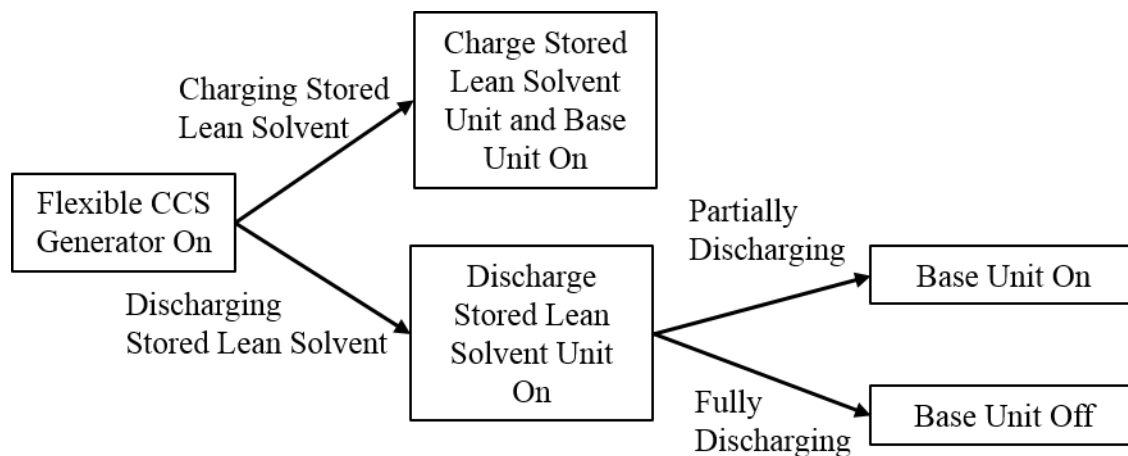 Flexible CCS
Generator On
Charging Stored
Lean Solvent
Charge Stored
Lean Solvent
Unit and Base
Unit On
Discharging
Stored Lean Solvent
Discharge
Stored Lean
Solvent Unit
On
Partially
Discharging
Base Unit On
Fully
Discharging
Base Unit Off